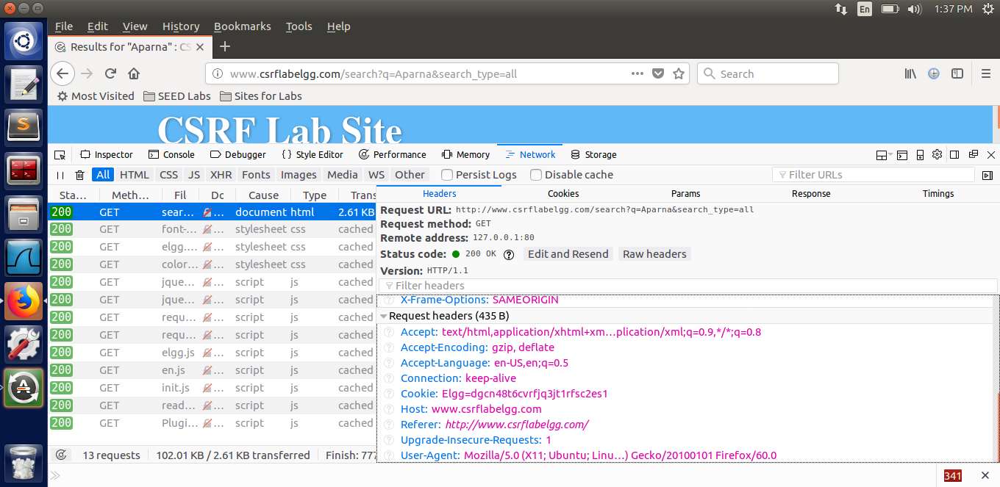 En 1:37 PM
File Edit View History Bookmarks Tools Help
Results for "Aparna" : CS
www.csrflabelgg.com/search?q=Aparna&search_type=all Search
Most Visited SEED Labs Sites for Labs
CSRF Lab Site
Inspector Console Debugger {} Style Editor Performance Memory Network Storage
All HTML CSS JS XHR Fonts Images Media WS Other Persist Logs Disable cache Filter URLs
Sta… Meth… Fil Dc Cause Type Trans Headers Cookies Params Response Timings
200 GET sear… … document html 2.61 KB
200 GET font-… … stylesheet css cached
200 GET elgg.… … stylesheet css cached
200 GET color… … stylesheet css cached
200 GET jque… … script js cached
200 GET jque… … script js cached
200 GET requ… … script js cached
200 GET requ… … script js cached
200 GET elgg.js … script js cached
200 GET en.js … script js cached
200 GET init.js … script js cached
200 GET read… … script js cached
200 GET Plugi… … script js cached
13 requests 102.01 KB / 2.61 KB transferred Finish: 777
Request URL: http://www.csrflabelgg.com/search?q=Aparna&search_type=all
Request method: GET
Remote address: 127.0.0.1:80
Status code: 200 OK ? Edit and Resend Raw headers
Version: HTTP/1.1
Filter headers
? X-Frame-Options: SAMEORIGIN
Request headers (435 B)
? Accept: text/html,application/xhtml+xm…plication/xml;q=0.9,*/*;q=0.8
? Accept-Encoding: gzip, deflate
? Accept-Language: en-US,en;q=0.5
? Connection: keep-alive
? Cookie: Elgg=dgcn48t6cvrfjq3jt1rfsc2es1
? Host: www.csrflabelgg.com
? Referer: http://www.csrflabelgg.com/
? Upgrade-Insecure-Requests: 1
? User-Agent: Mozilla/5.0 (X11; Ubuntu; Linu…) Gecko/20100101 Firefox/60.0
341